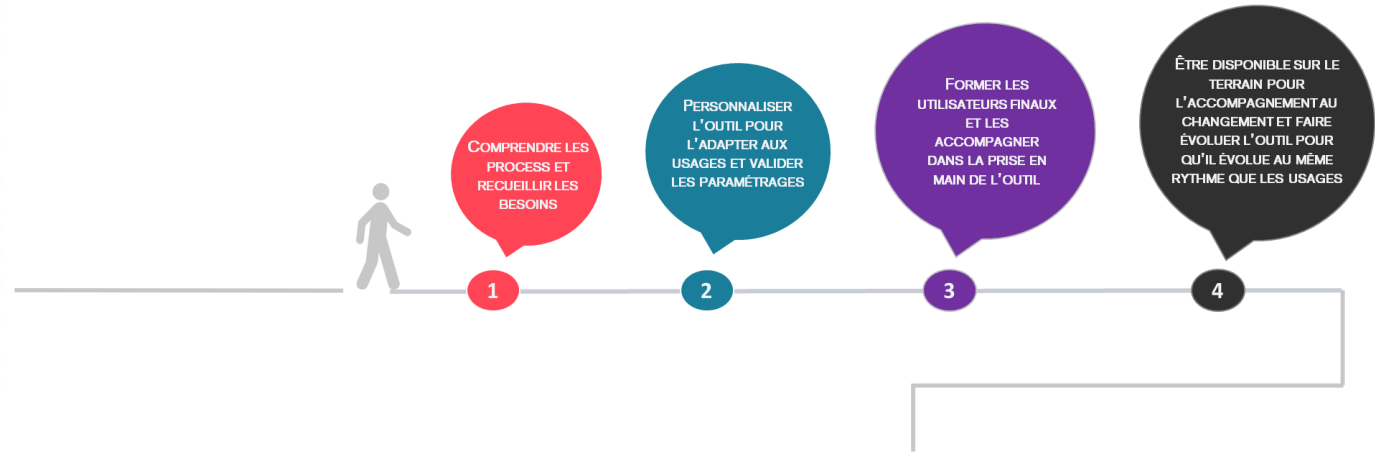 COMPRENDRE LES
PROCESS ET
RECUEILLIR LES
BESOINS
1
PERSONNALISER
L'OUTIL POUR
L'ADAPTER AUX
USAGES ET VALIDER
LES PARAMÉTRAGES
2
FORMER LES
UTILISATEURS FINAUX
ET LES
ACCOMPAGNER
DANS LA PRISE EN
MAIN DE L'OUTIL
3
ÊTRE DISPONIBLE SUR LE
TERRAIN POUR
L'ACCOMPAGNEMENT AU
CHANGEMENT ET FAIRE
ÉVOLUER L'OUTIL POUR
QU'IL ÉVOLUE AU MÊME
RYTHME QUE LES USAGES
4